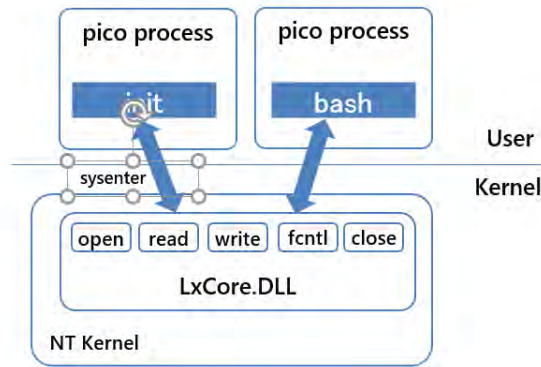 pico process
pico process
init
bash
User
sysenter
Kernel
open read write fcntl close
LxCore.DLL
NT Kernel